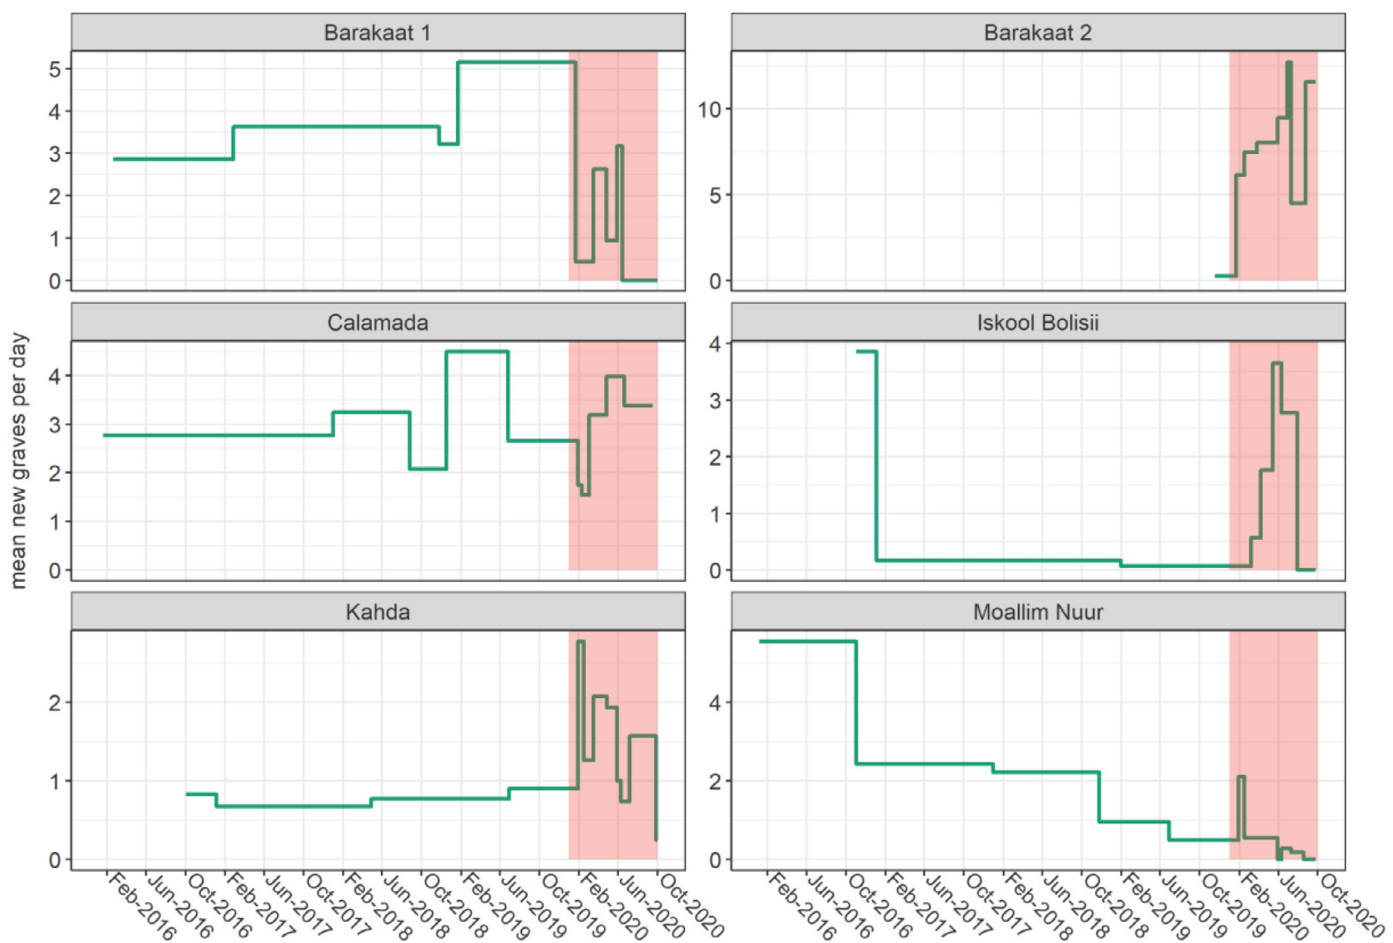 Barakaat 1
Barakaat 2
5
4
3
2
1
0
10
5
0
mean new graves per day
Calamada
Iskool Bolisii
4
3
2
1
0
4
3
2
1
0
Kahda
Moallim Nuur
2
1
0
4
2
0
Feb-2016
Jun-2016
Oct-2016
Feb-2017
Jun-2017
Oct-2017
Feb-2018
Jun-2018
Oct-2018
Feb-2019
Jun-2019
Oct-2019
Feb-2020
Jun-2020
Oct-2020
Feb-2016
Jun-2016
Oct-2016
Feb-2017
Jun-2017
Oct-2017
Feb-2018
Jun-2018
Oct-2018
Feb-2019
Jun-2019
Oct-2019
Feb-2020
Jun-2020
Oct-2020